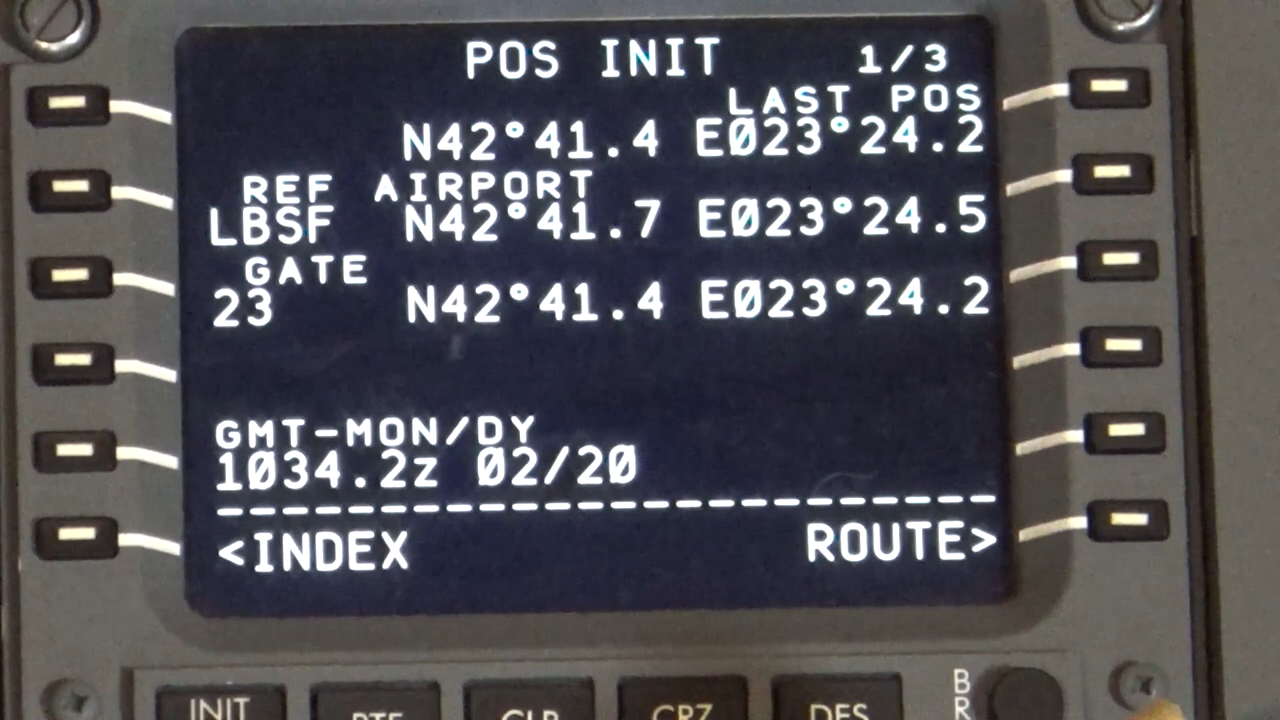 POS INIT 1/3
LAST POS
N42°41.4 E023°24.2
REF AIRPORT
LBSF N42°41.7 E023°24.5
GATE
23 N42°41.4 E023°24.2
GMT-MON/DY
1034.2z 02/20
--------------------
<INDEX ROUTE>
INIT CRZ DES
B
R